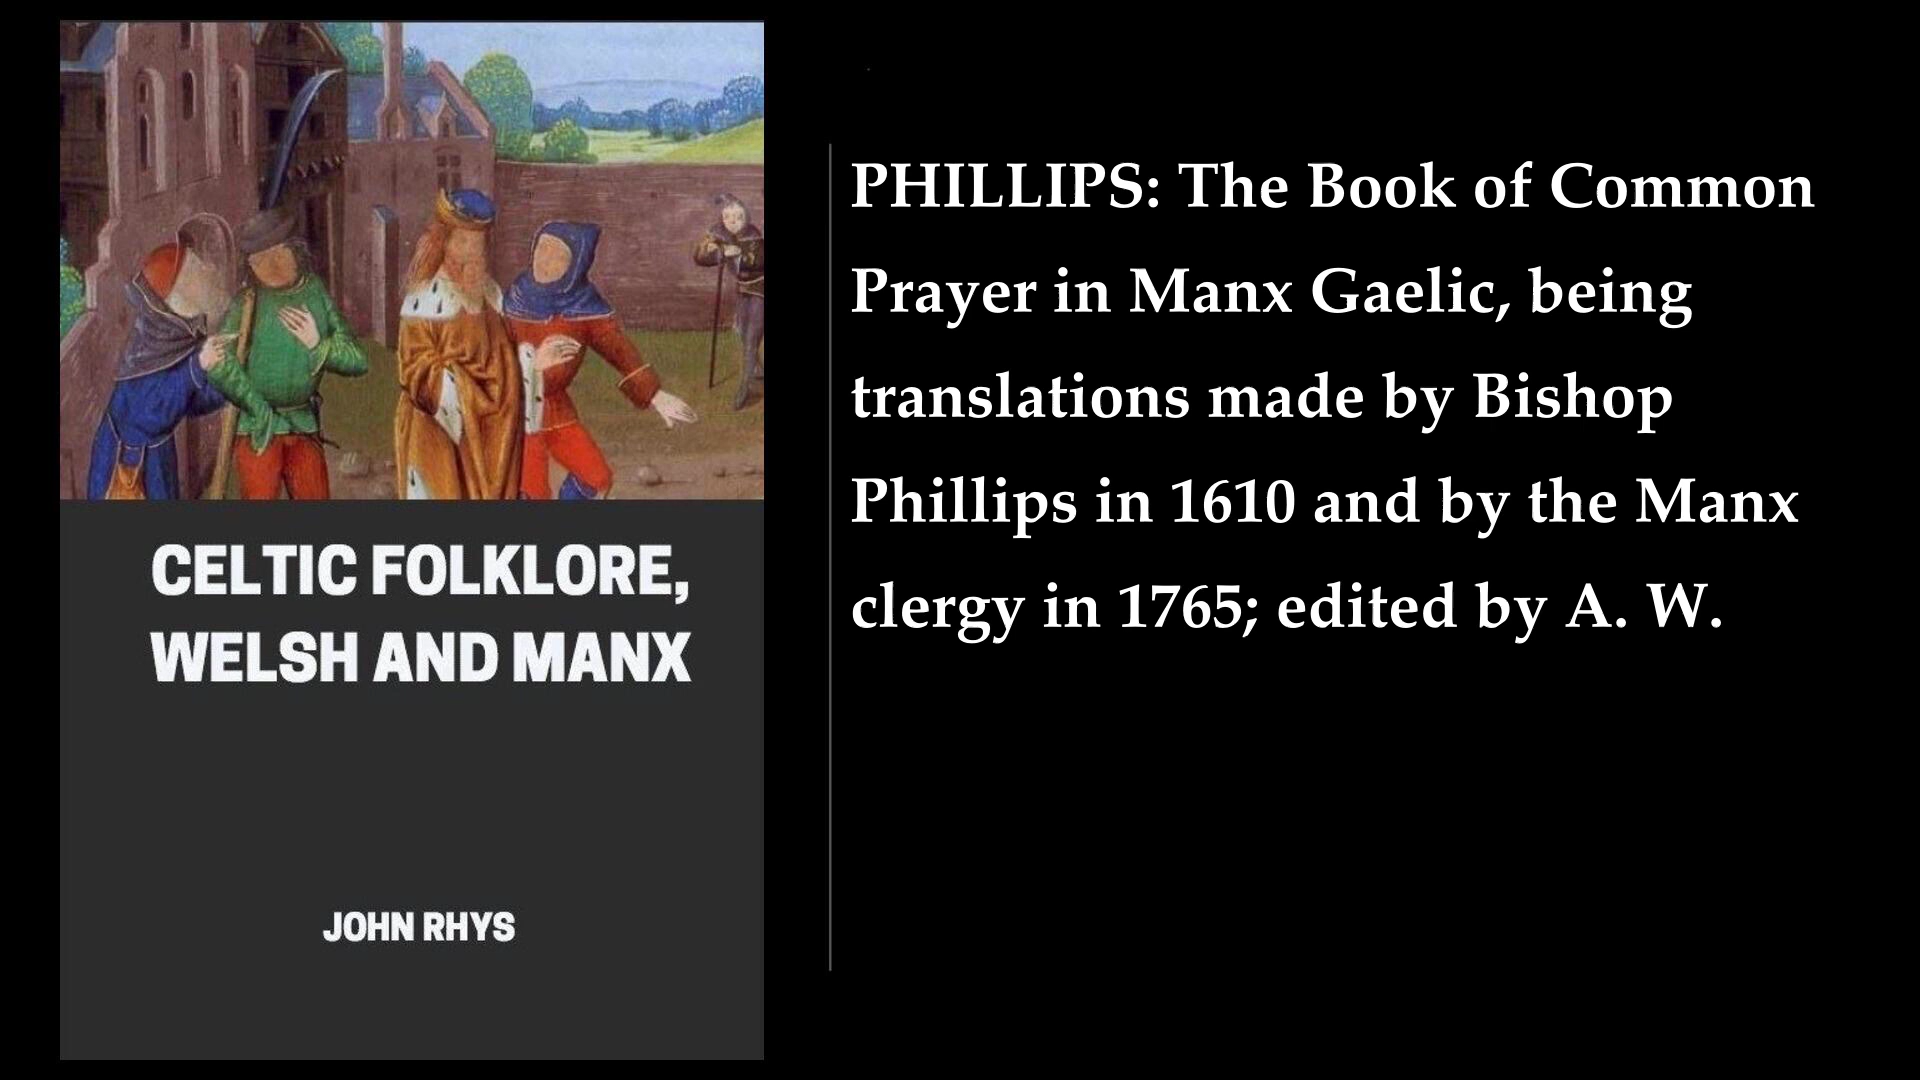 CELTIC FOLKLORE,
WELSH AND MANX
JOHN RHYS
PHILLIPS: The Book of Common
Prayer in Manx Gaelic, being
translations made by Bishop
Phillips in 1610 and by the Manx
clergy in 1765; edited by A. W.